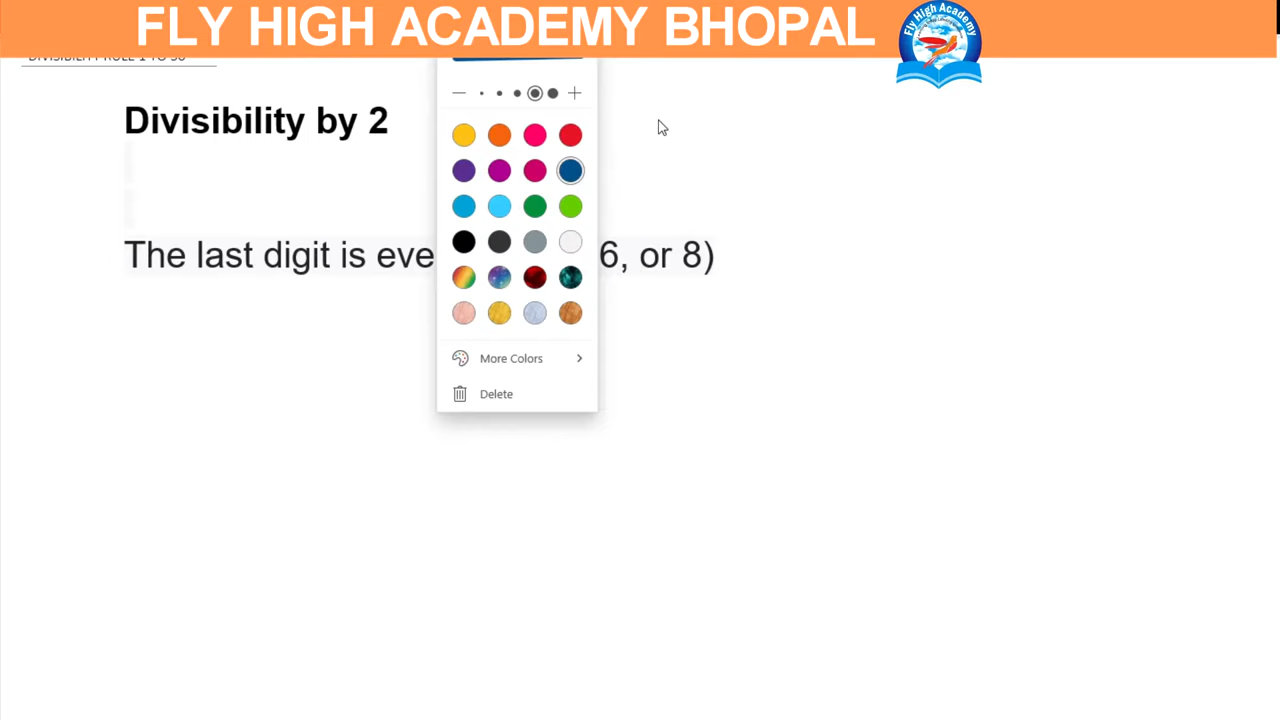 FLY HIGH ACADEMY BHOPAL
Fly High Academy
Divisibility by 2
The last digit is eve 6, or 8)
More Colors
Delete